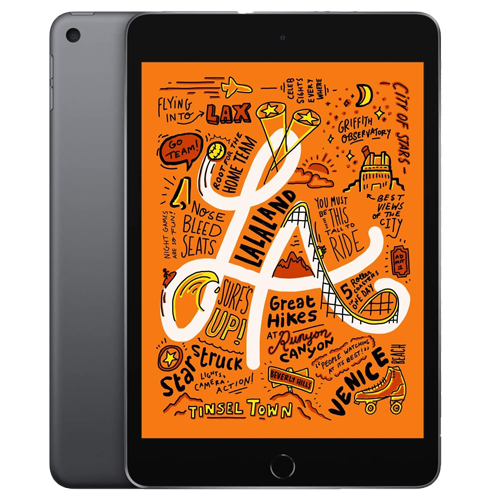 FLYING
INTO
LAX
CELEB
SIGHTS
EVERY
WHERE
CITY OF STARS
GO
TEAM!
ROOT FOR THE
HOME TEAM
GRIFFITH
OBSERVATORY
NIGHT GAMES
ARE SO FUN!
NOSE
BLEED
SEATS
LALALAND
LA
YOU MUST
BE
THIS
TALL TO
RIDE
BEST
VIEWS
OF THE
CITY
SURF'S
UP!
Great
Hikes
AT
Runyon
CANYON
5 ROLLER
COASTERS
ONE DAY
ADMIT
Star Struck
LIGHTS &
CAMERA
ACTION!
"PEOPLE WATCHING
AT ITS BEST!"
BEVERLY HILLS
VENICE
BEACH
TINSEL TOWN